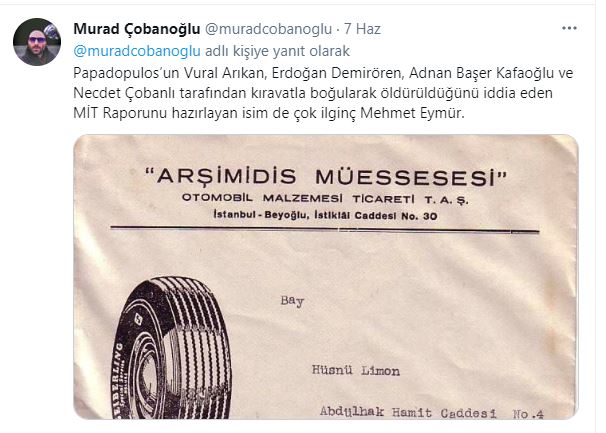 Murad Çobanoğlu @muradcobanoglu · 7 Haz
@muradcobanoglu adlı kişiye yanıt olarak
Papadopulos’un Vural Arıkan, Erdoğan Demirören, Adnan Başer Kafaoğlu ve
Necdet Çobanlı tarafından kıravatla boğularak öldürüldüğünü iddia eden
MİT Raporunu hazırlayan isim de çok ilginç Mehmet Eymür.
"ARŞİMİDİS MÜESSESESİ"
OTOMOBİL MALZEMESİ TİCARETİ T. A. Ş.
İstanbul - Beyoğlu, İstiklâl Caddesi No. 30
Bay
Hüsnü Limon
Abdülhak Hamit Caddesi No.4